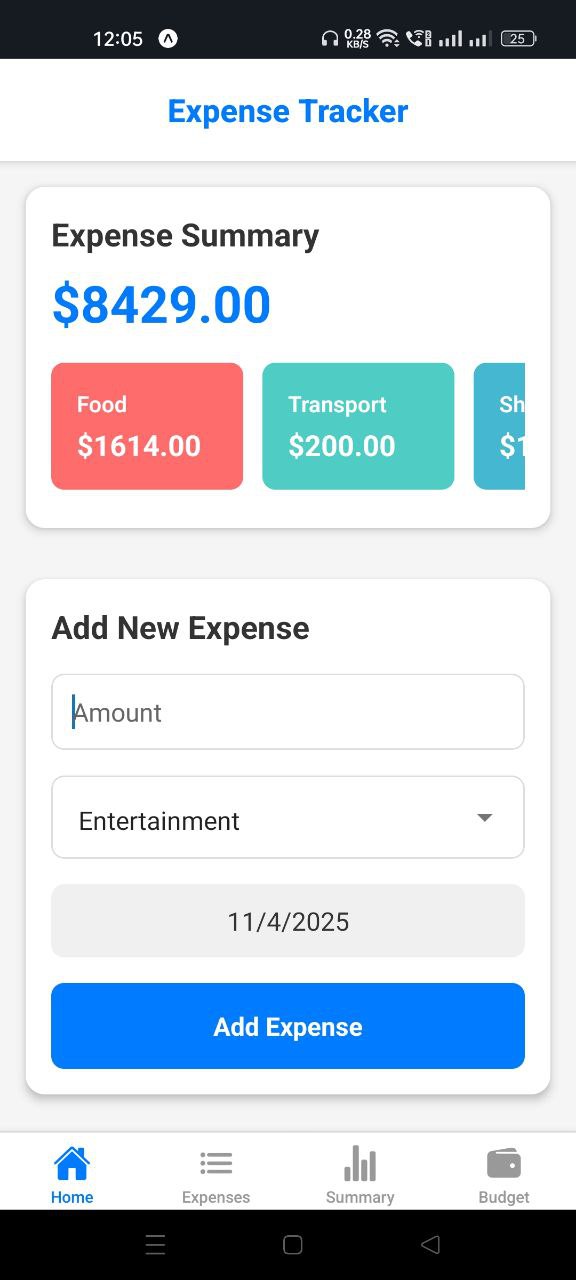 12:05 0.28 KB/S 25
Expense Tracker
Expense Summary
$8429.00
Food Transport Sh
$1614.00 $200.00 $1
Add New Expense
Amount
Entertainment
11/4/2025
Add Expense
Home Expenses Summary Budget